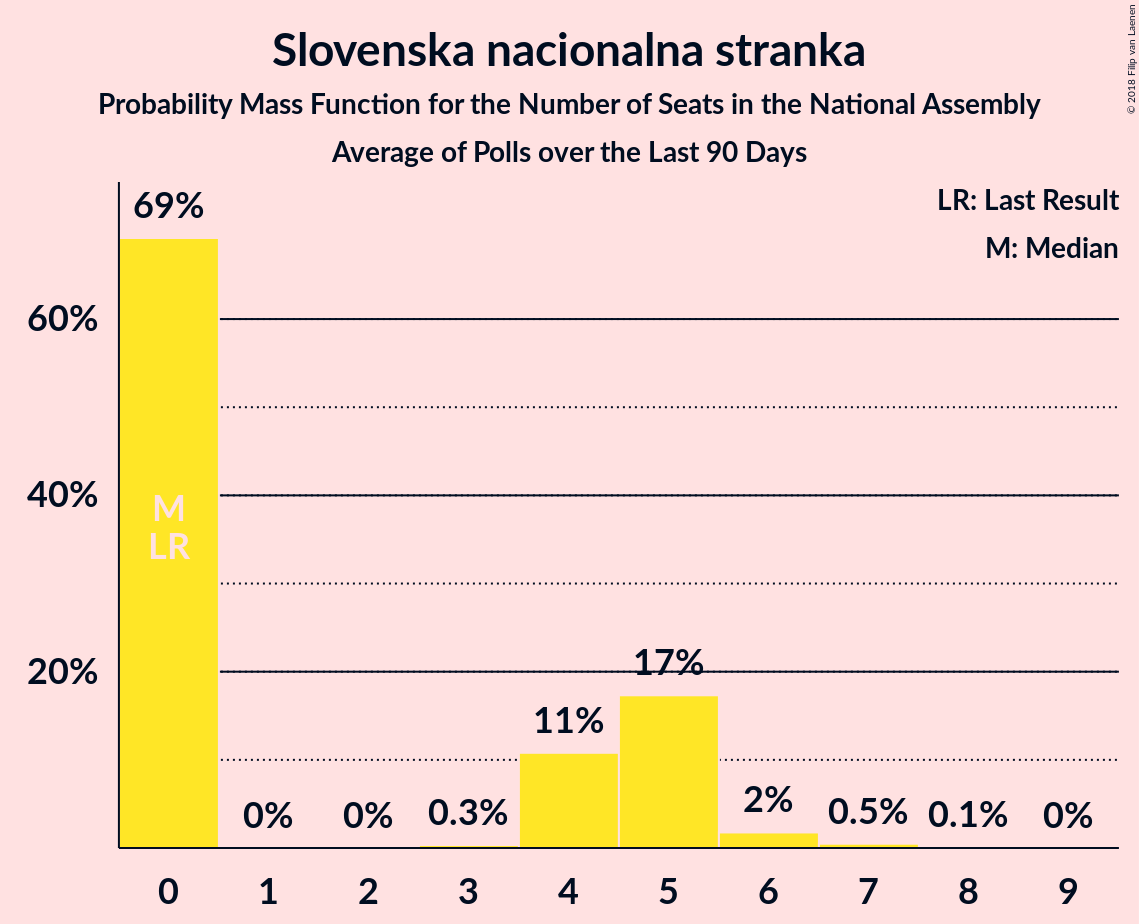 Slovenska nacionalna stranka
Probability Mass Function for the Number of Seats in the National Assembly
Average of Polls over the Last 90 Days
© 2018 Filip van Laenen
LR: Last Result
M: Median
69%
60%
40%
20%
M
LR
0%
0%
0.3%
11%
17%
2%
0.5%
0.1%
0%
0 1 2 3 4 5 6 7 8 9